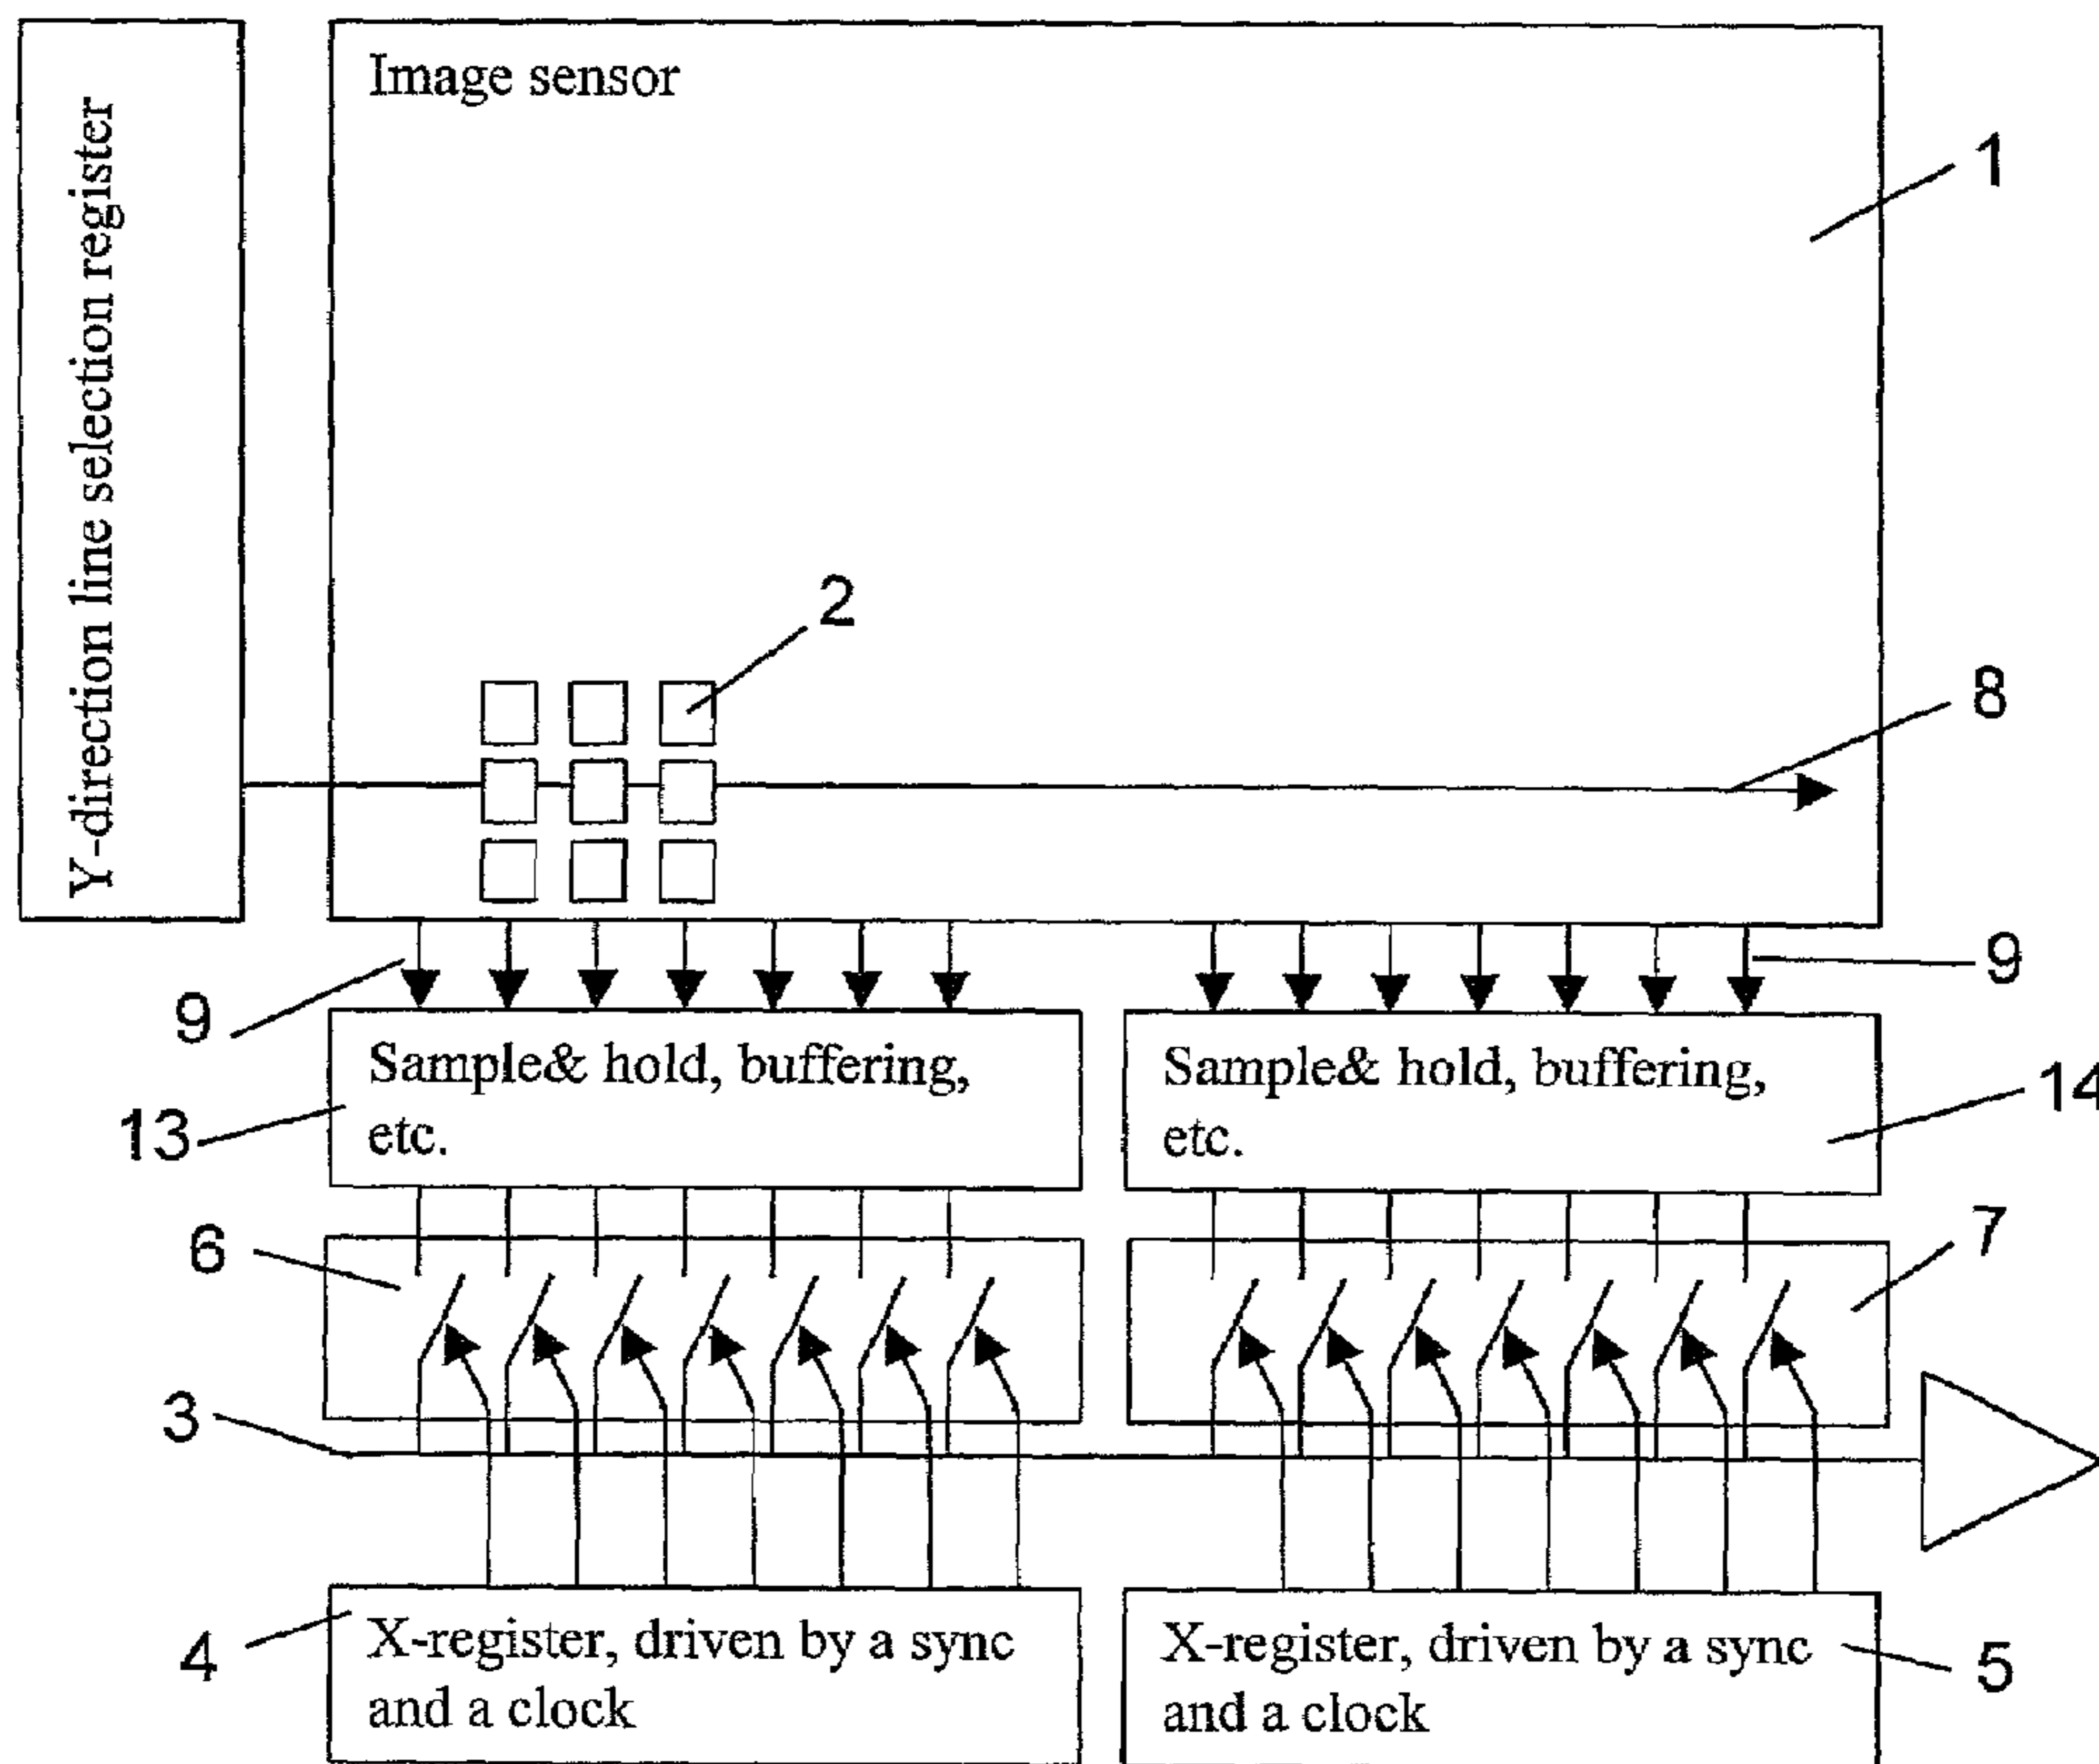 Y-direction line selection register
Image sensor
1
2
8
9
9
Sample& hold, buffering,
etc.
Sample& hold, buffering,
etc.
13
14
6
7
3
X-register, driven by a sync
and a clock
X-register, driven by a sync
and a clock
4
5